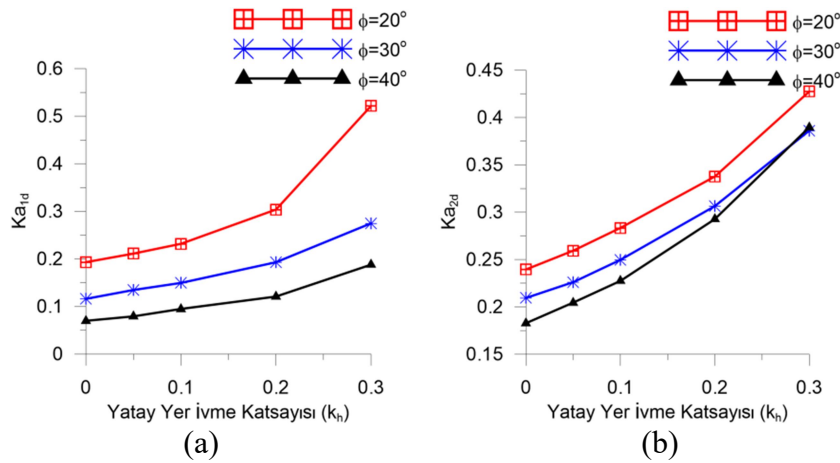 ϕ=20°
ϕ=30°
ϕ=40°
0.6
0.5
0.4
0.3
0.2
0.1
0
Ka1d
0 0.1 0.2 0.3
Yatay Yer İvme Katsayısı (kh)
(a)
ϕ=20°
ϕ=30°
ϕ=40°
0.45
0.4
0.35
0.3
0.25
0.2
0.15
Ka2d
0 0.1 0.2 0.3
Yatay Yer İvme Katsayısı (kh)
(b)